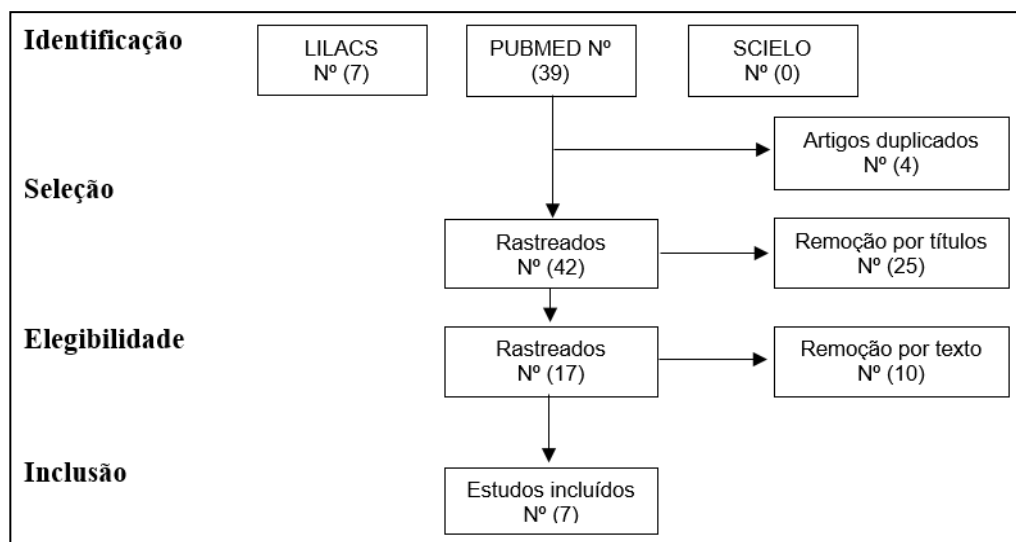 Identificação
LILACS
Nº (7)
PUBMED Nº
(39)
SCIELO
Nº (0)
Artigos duplicados
Nº (4)
Seleção
Rastreados
Nº (42)
Remoção por títulos
Nº (25)
Elegibilidade
Rastreados
Nº (17)
Remoção por texto
Nº (10)
Inclusão
Estudos incluídos
Nº (7)